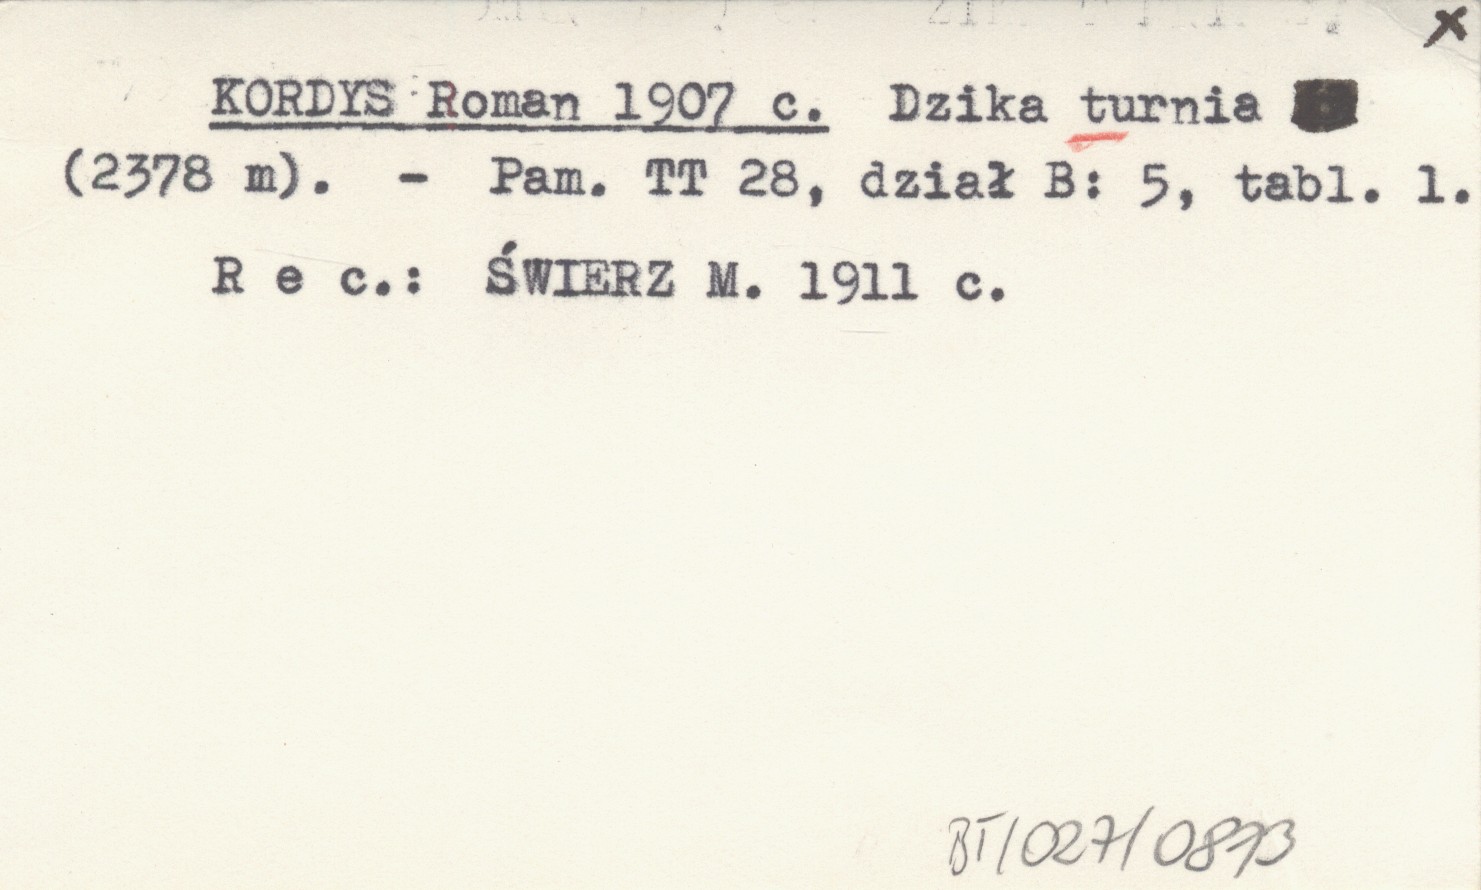 KORDYS Roman 1907 c. Dzika turnia
(2378 m). - Pam. TT 28, dział B: 5, tabl. 1.
R e c.: ŚWIERZ M. 1911 c.
BT/027/0893